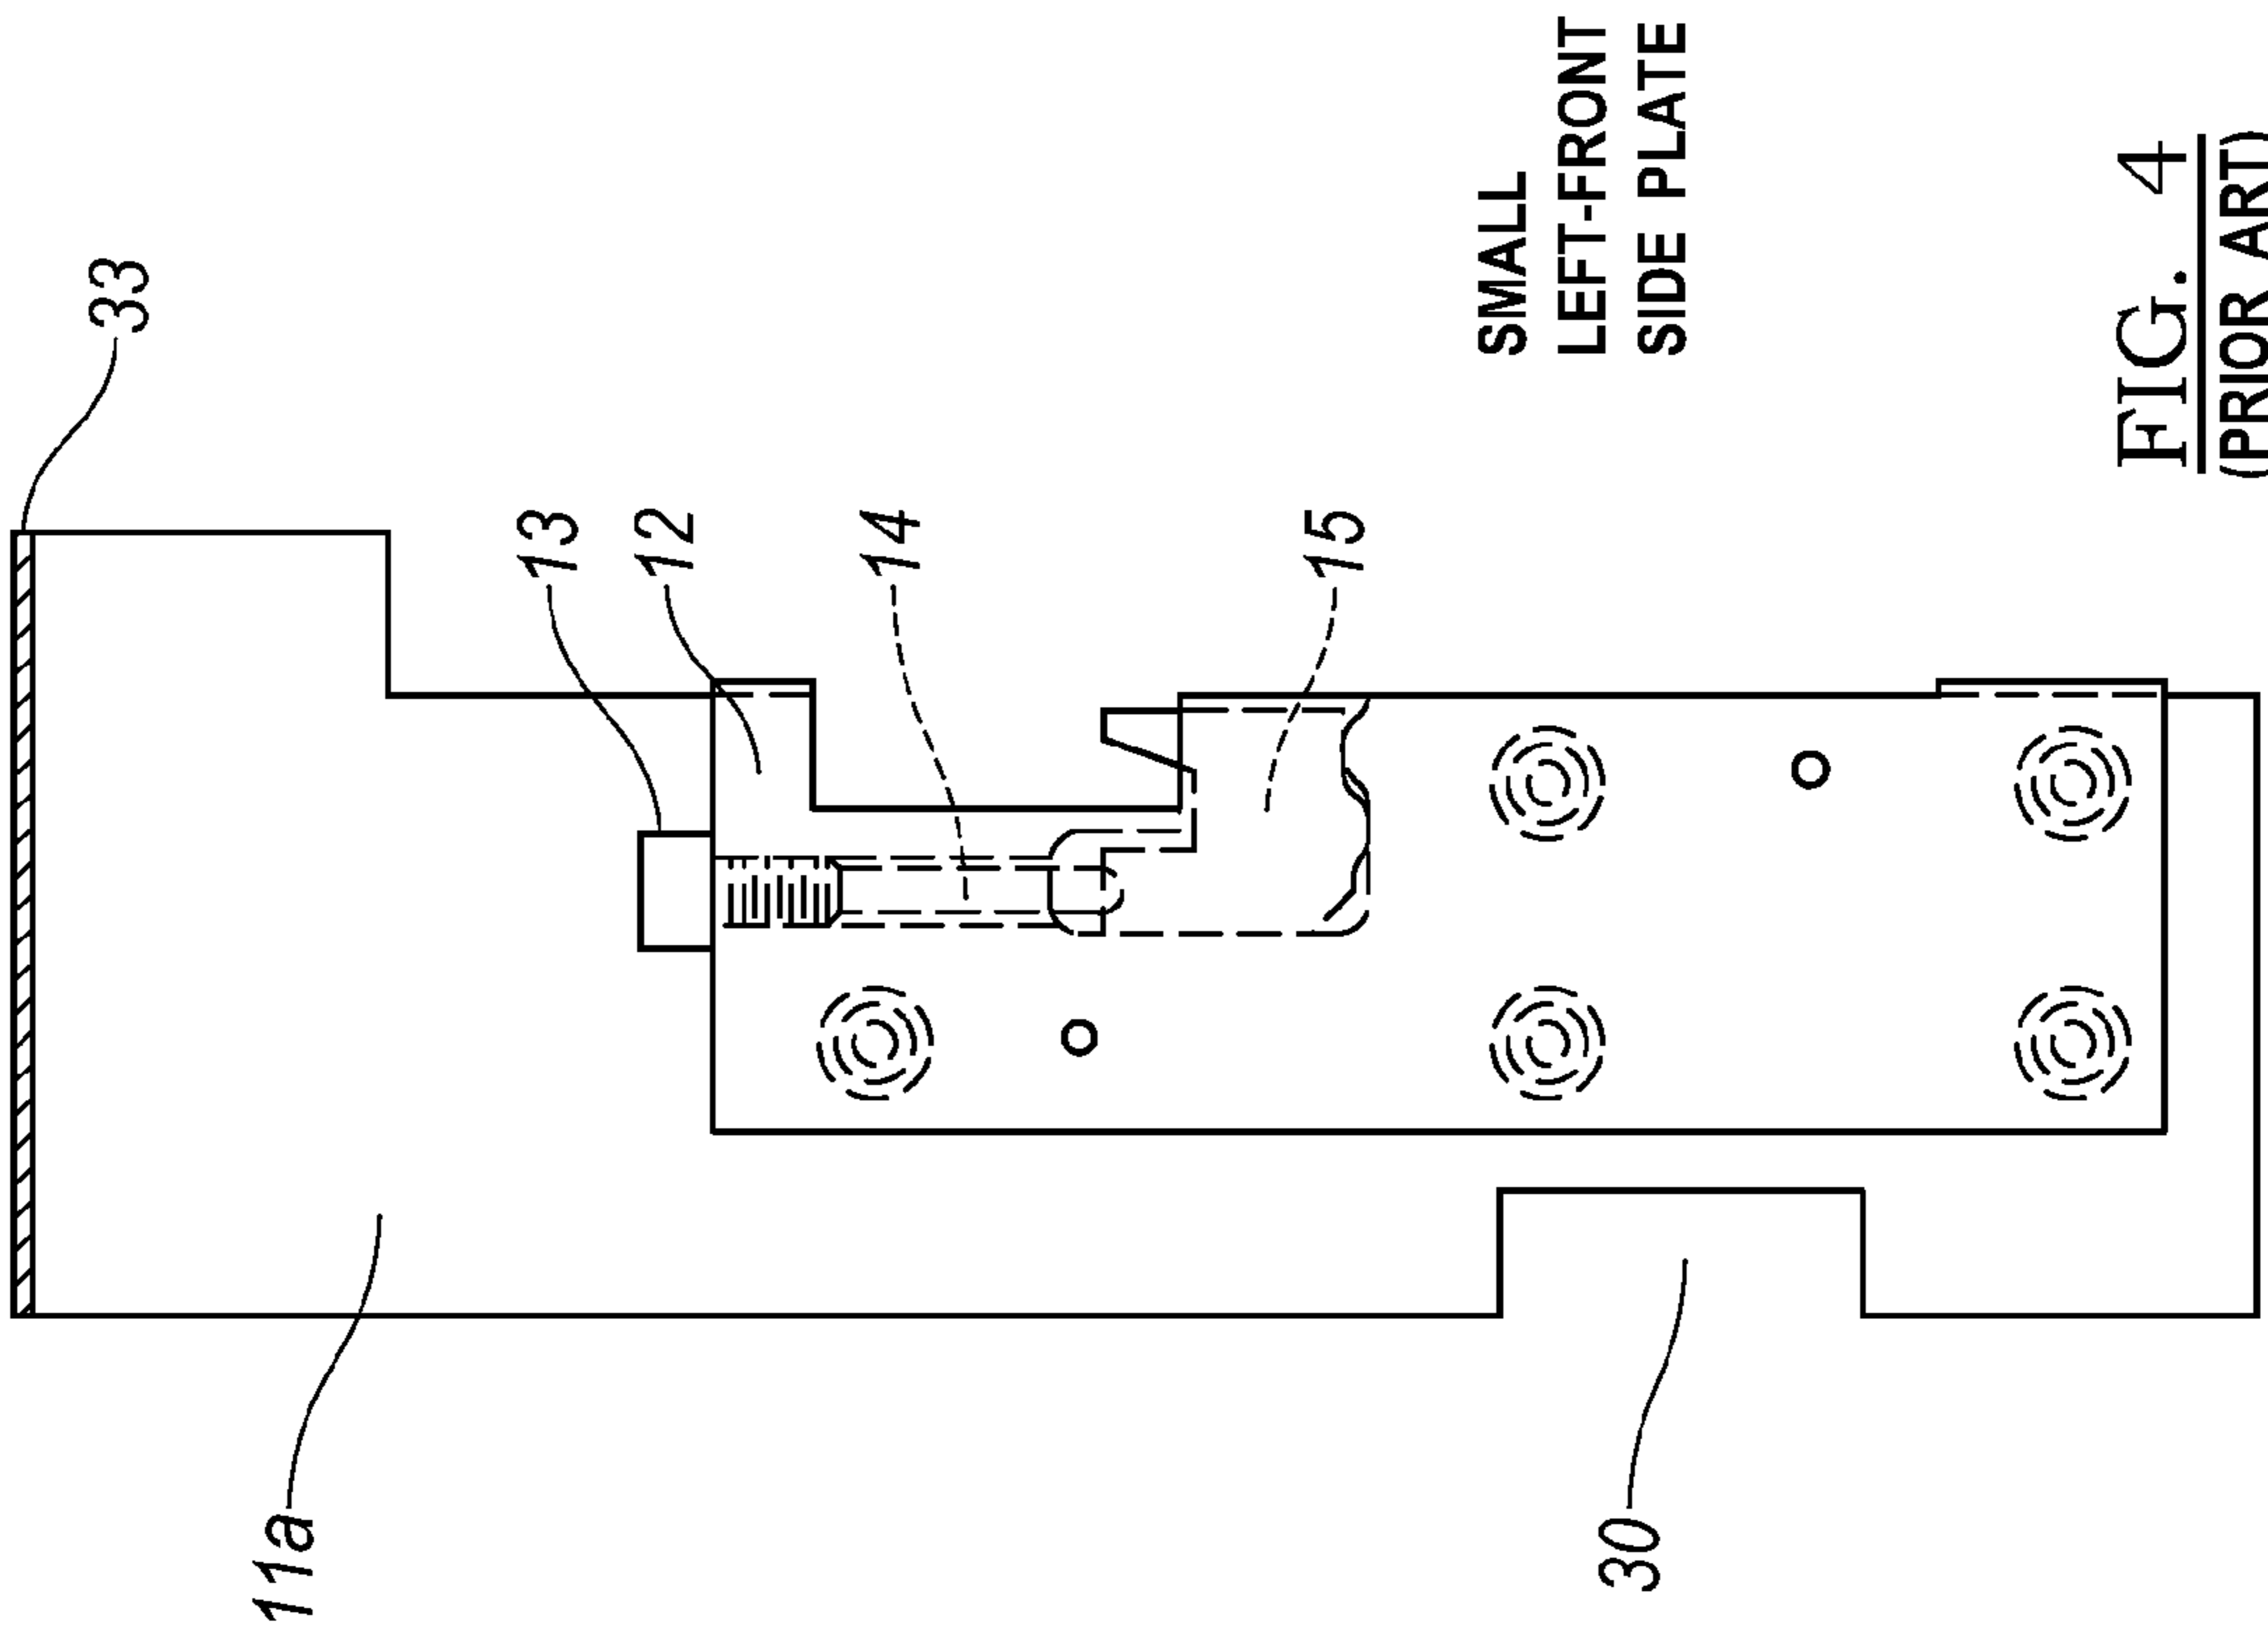 33
13
12
14
15
11a
30
SMALL
LEFT-FRONT
SIDE PLATE
FIG. 4
(PRIOR ART)